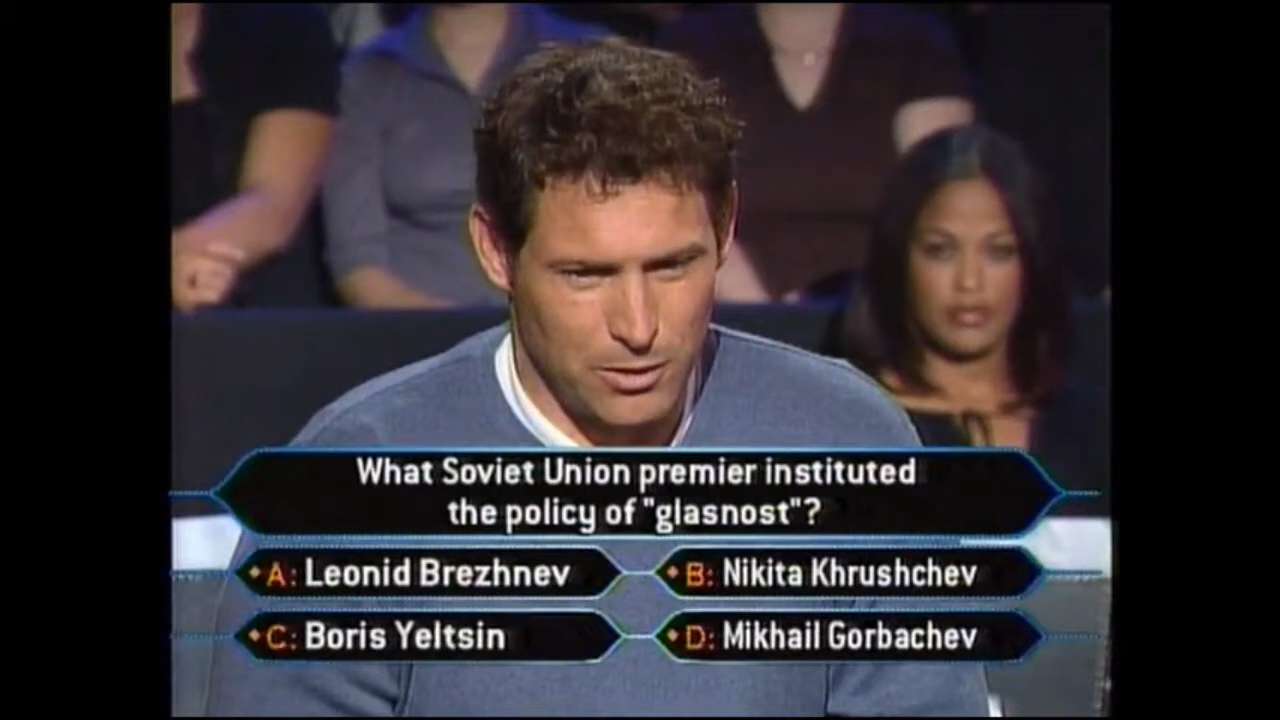 What Soviet Union premier instituted
the policy of "glasnost"?
A: Leonid Brezhnev
B: Nikita Khrushchev
C: Boris Yeltsin
D: Mikhail Gorbachev